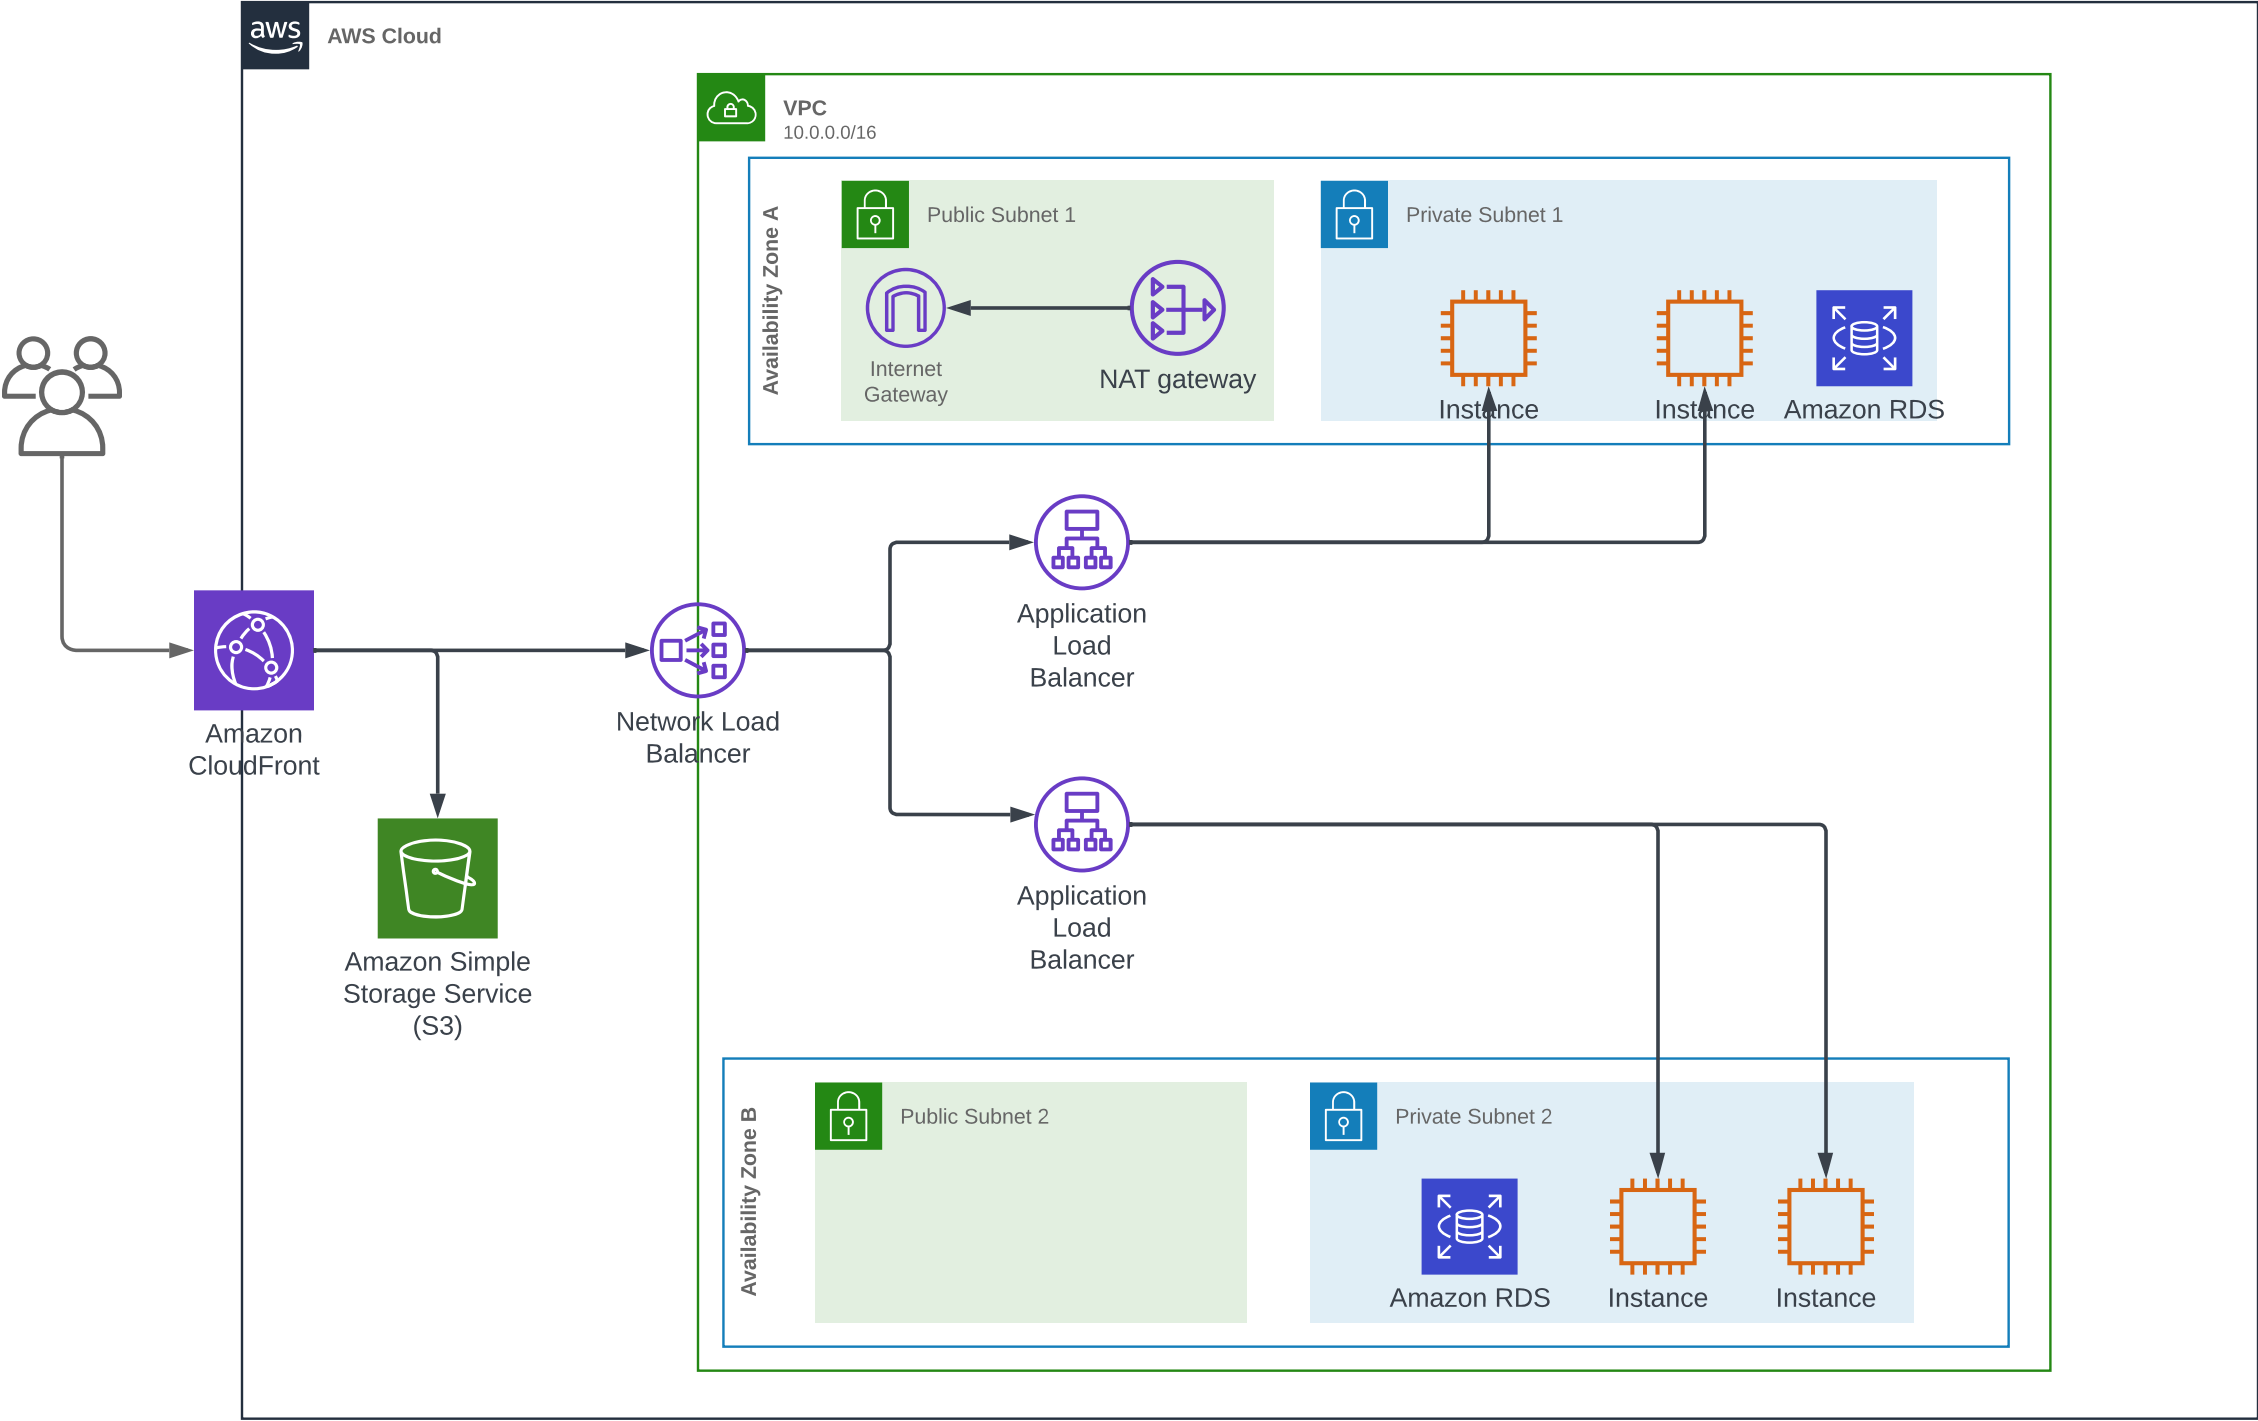 aws
AWS Cloud
VPC
10.0.0.0/16
Availability Zone A
Public Subnet 1
Private Subnet 1
Internet
Gateway
NAT gateway
Instance
Instance
Amazon RDS
Application
Load
Balancer
Amazon
CloudFront
Network Load
Balancer
Application
Load
Balancer
Amazon Simple
Storage Service
(S3)
Availability Zone B
Public Subnet 2
Private Subnet 2
Amazon RDS
Instance
Instance